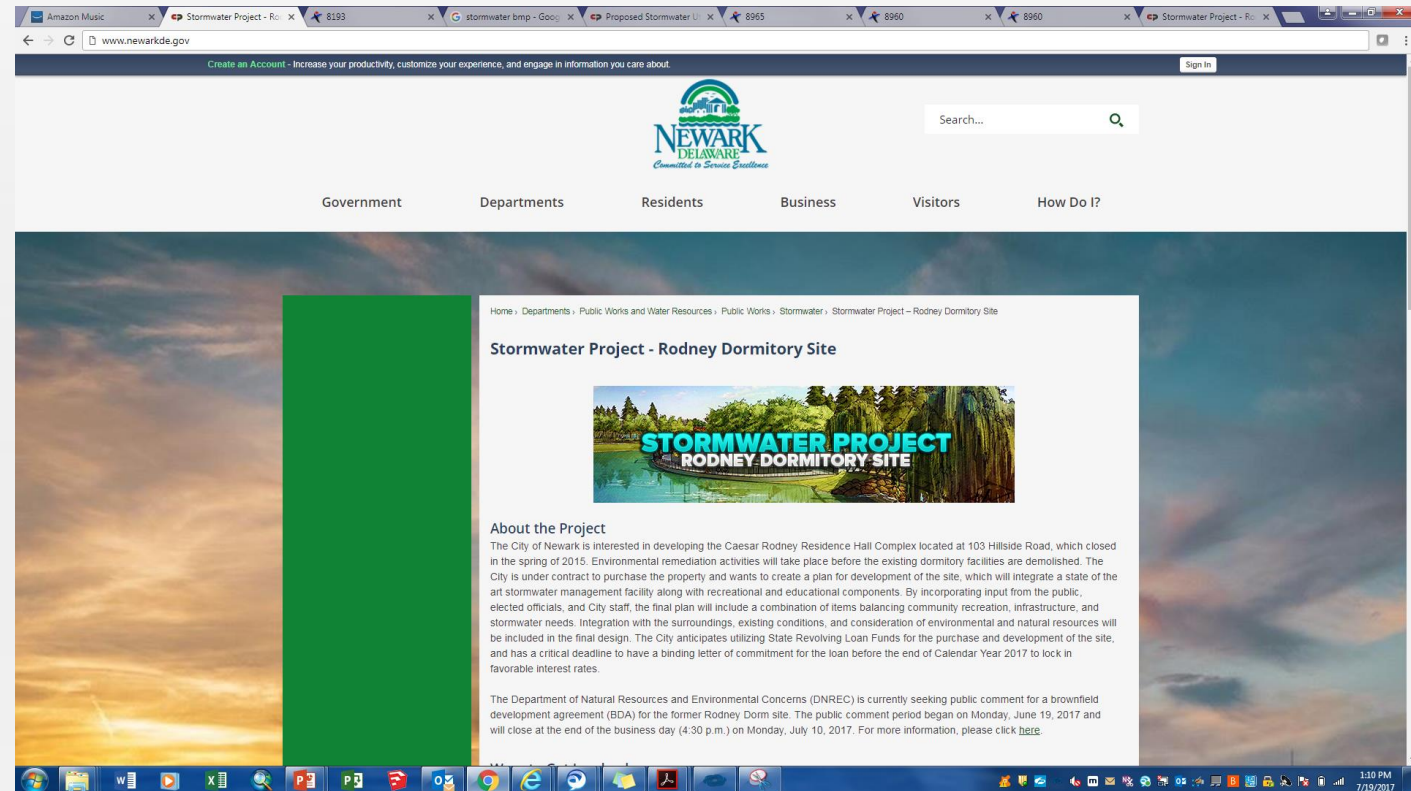 Amazon Music
Stormwater Project - Ro
8193
stormwater bmp - Goog
Proposed Stormwater U
8965
8960
8960
Stormwater Project - Ro
www.newarkde.gov
Create an Account - Increase your productivity, customize your experience, and engage in information you care about.
Sign In
NEWARK
DELAWARE
Committed to Service Excellence
Search...
Government Departments Residents Business Visitors How Do I?
Home › Departments › Public Works and Water Resources › Public Works › Stormwater › Stormwater Project – Rodney Dormitory Site
Stormwater Project - Rodney Dormitory Site
STORMWATER PROJECT
RODNEY DORMITORY SITE
About the Project
The City of Newark is interested in developing the Caesar Rodney Residence Hall Complex located at 103 Hillside Road, which closed
in the spring of 2015. Environmental remediation activities will take place before the existing dormitory facilities are demolished. The
City is under contract to purchase the property and wants to create a plan for development of the site, which will integrate a state of the
art stormwater management facility along with recreational and educational components. By incorporating input from the public,
elected officials, and City staff, the final plan will include a combination of items balancing community recreation, infrastructure, and
stormwater needs. Integration with the surroundings, existing conditions, and consideration of environmental and natural resources will
be included in the final design. The City anticipates utilizing State Revolving Loan Funds for the purchase and development of the site,
and has a critical deadline to have a binding letter of commitment for the loan before the end of Calendar Year 2017 to lock in
favorable interest rates.
The Department of Natural Resources and Environmental Concerns (DNREC) is currently seeking public comment for a brownfield
development agreement (BDA) for the former Rodney Dorm site. The public comment period began on Monday, June 19, 2017 and
will close at the end of the business day (4:30 p.m.) on Monday, July 10, 2017. For more information, please click here.
1:10 PM
7/19/2017